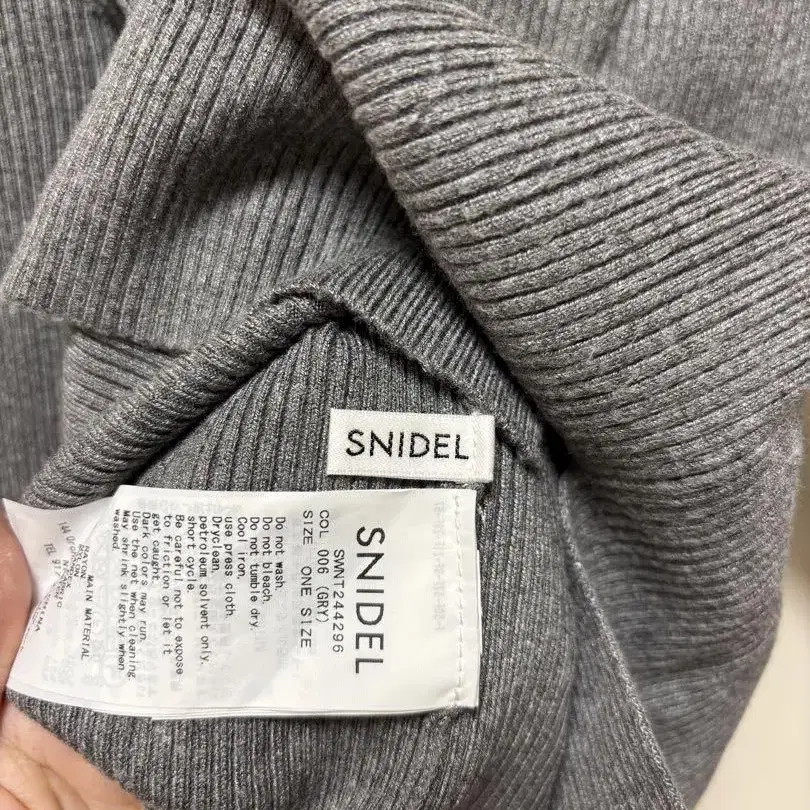 SNIDEL
SNIDEL
SWNT244296
COL 006 (GRY)
SIZE ONE SIZE
Do not wash.
Do not bleach.
Do not tumble dry.
Cool iron.
use press cloth.
Dryclean,
petroleum solvent only.
short cycle.
Be careful not to expose
to friction or let it
get caught.
Dark colors may run.
Use the net when cleaning.
May shrink slightly when
washed.
MAIN MATERIAL
RAYON